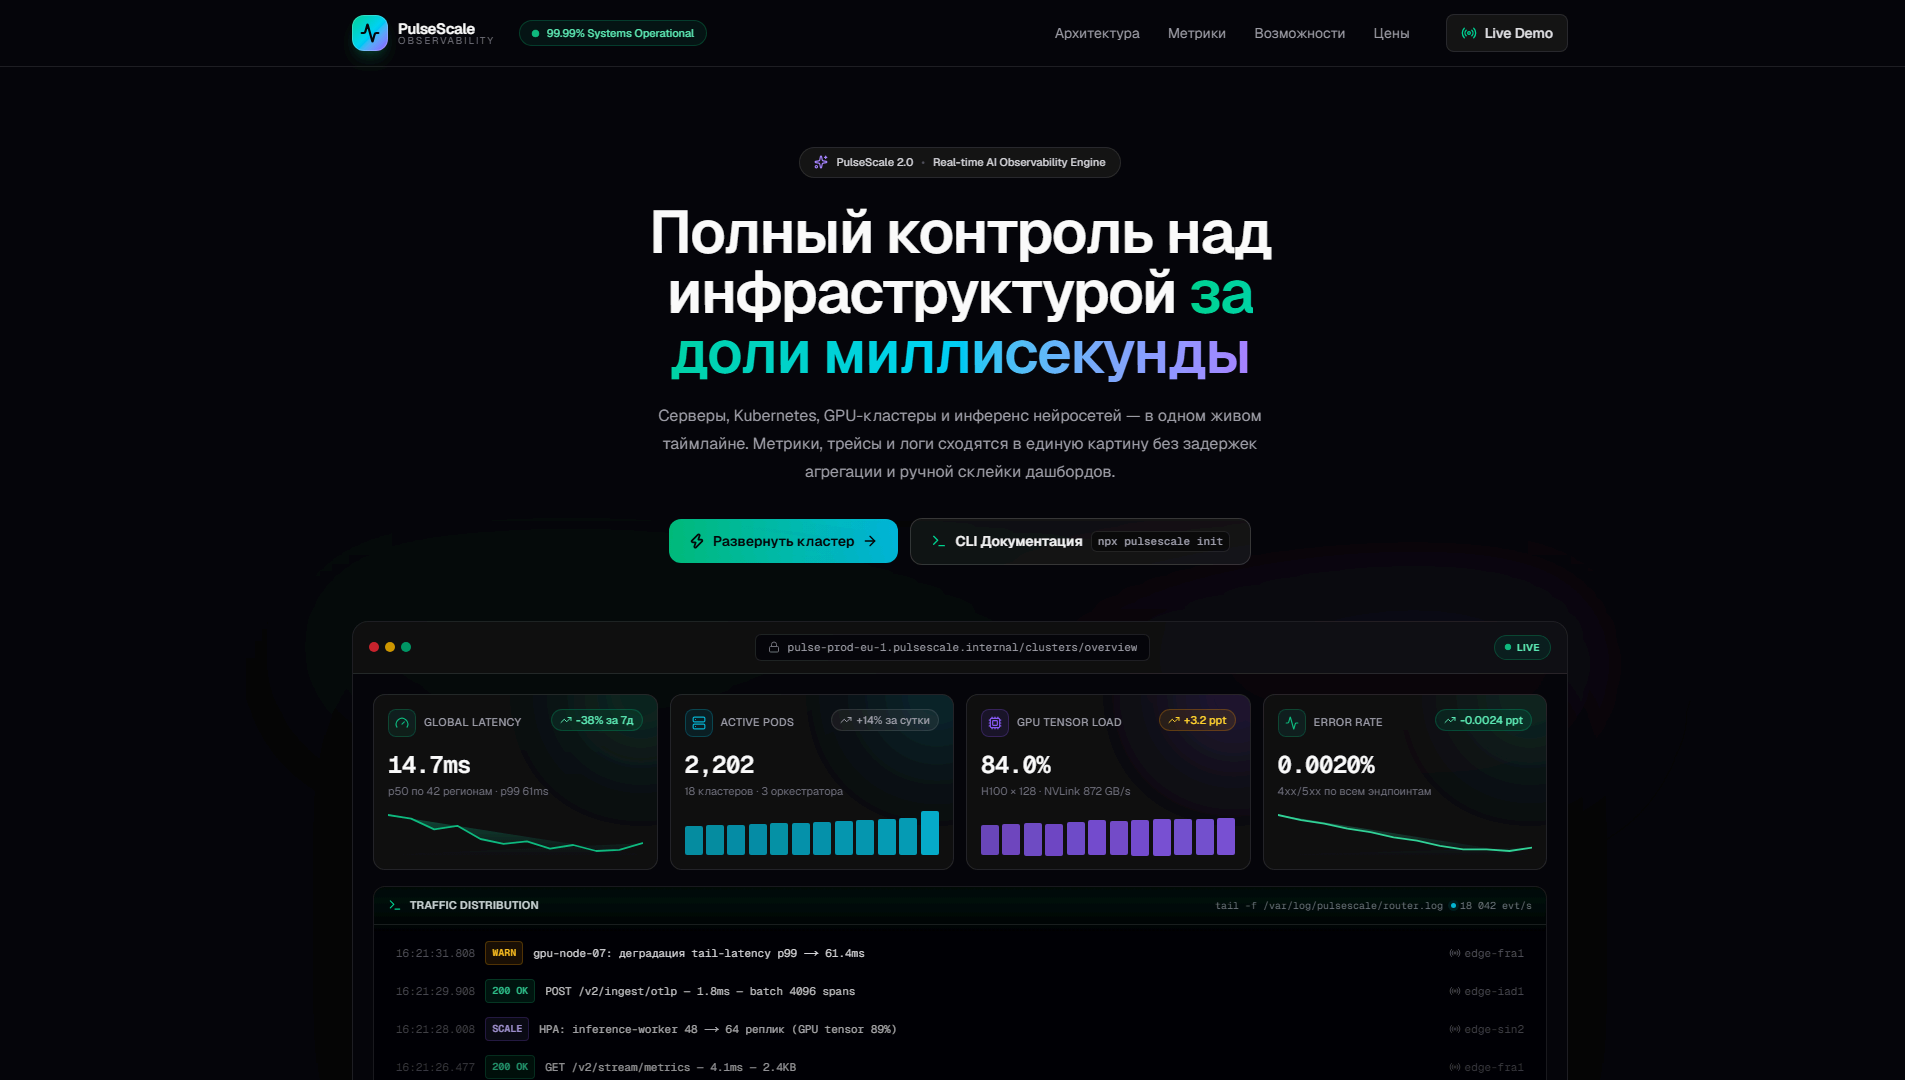 PulseScale
OBSERVABILITY
99.99% Systems Operational
Архитектура
Метрики
Возможности
Цены
Live Demo
PulseScale 2.0 · Real-time AI Observability Engine
Полный контроль над
инфраструктурой за
доли миллисекунды
Серверы, Kubernetes, GPU-кластеры и инференс нейросетей — в одном живом
таймлайне. Метрики, трейсы и логи сходятся в единую картину без задержек
агрегации и ручной склейки дашбордов.
Развернуть кластер →
CLI Документация npx pulsescale init
pulse-prod-eu-1.pulsescale.internal/clusters/overview
LIVE
GLOBAL LATENCY
-38% за 7д
14.7ms
p50 по 42 регионам · p99 61ms
ACTIVE PODS
+14% за сутки
2,202
18 кластеров · 3 оркестратора
GPU TENSOR LOAD
+3.2 ppt
84.0%
H100 × 128 · NVLink 872 GB/s
ERROR RATE
-0.0024 ppt
0.0020%
4xx/5xx по всем эндпоинтам
TRAFFIC DISTRIBUTION
tail -f /var/log/pulsescale/router.log
18 042 evt/s
16:21:31.808 WARN gpu-node-07: деградация tail-latency p99 → 61.4ms edge-fra1
16:21:29.908 200 OK POST /v2/ingest/otlp — 1.8ms — batch 4096 spans edge-iad1
16:21:28.008 SCALE HPA: inference-worker 48 → 64 реплик (GPU tensor 89%) edge-sin2
16:21:26.477 200 OK GET /v2/stream/metrics — 4.1ms — 2.4KB edge-fra1